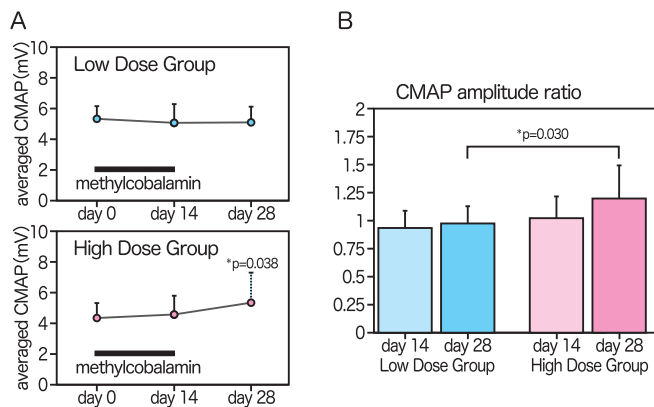 A
averaged CMAP(mV)
10
8
6
4
2
0
Low Dose Group
methylcobalamin
day 0 day 14 day 28
averaged CMAP(mV)
10
8
6
4
2
0
High Dose Group
*p=0.038
methylcobalamin
day 0 day 14 day 28
B
CMAP amplitude ratio
2
1.75
1.5
1.25
1
0.75
0.5
0.25
0
*p=0.030
day 14 day 28 day 14 day 28
Low Dose Group High Dose Group